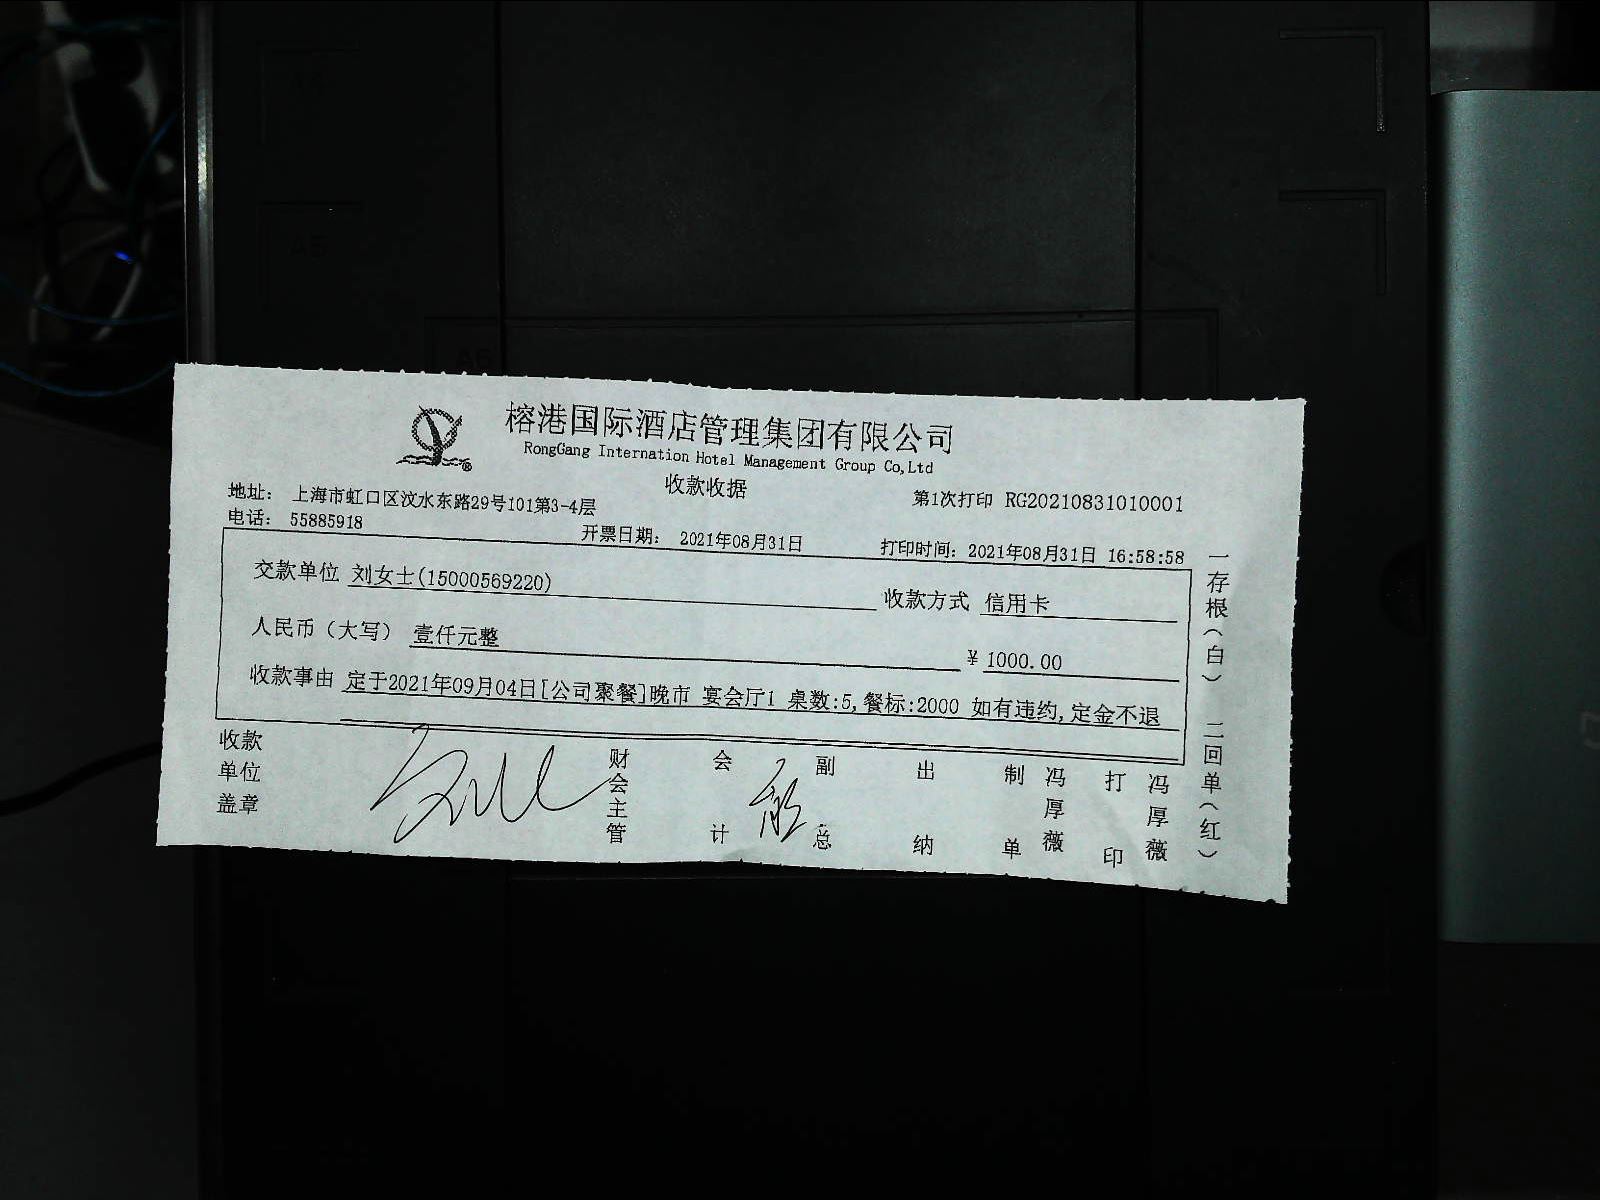 榕港国际酒店管理集团有限公司
RongGang Internation Hotel Management Group Co,Ltd
收款收据
地址： 上海市虹口区汶水东路29号101第3-4层 第1次打印 RG20210831010001
电话： 55885918 开票日期： 2021年08月31日 打印时间：2021年08月31日 16:58:58
交款单位 刘女士(15000569220) 收款方式 信用卡
人民币（大写） 壹仟元整 ¥ 1000.00
收款事由 定于2021年09月04日[公司聚餐]晚市 宴会厅1 桌数:5,餐标:2000 如有违约,定金不退
收款单位盖章 财会主管 会计 副总 出纳 制单 冯厚薇 打印 冯厚薇
一存根（白） 二回单（红）
A5
A6